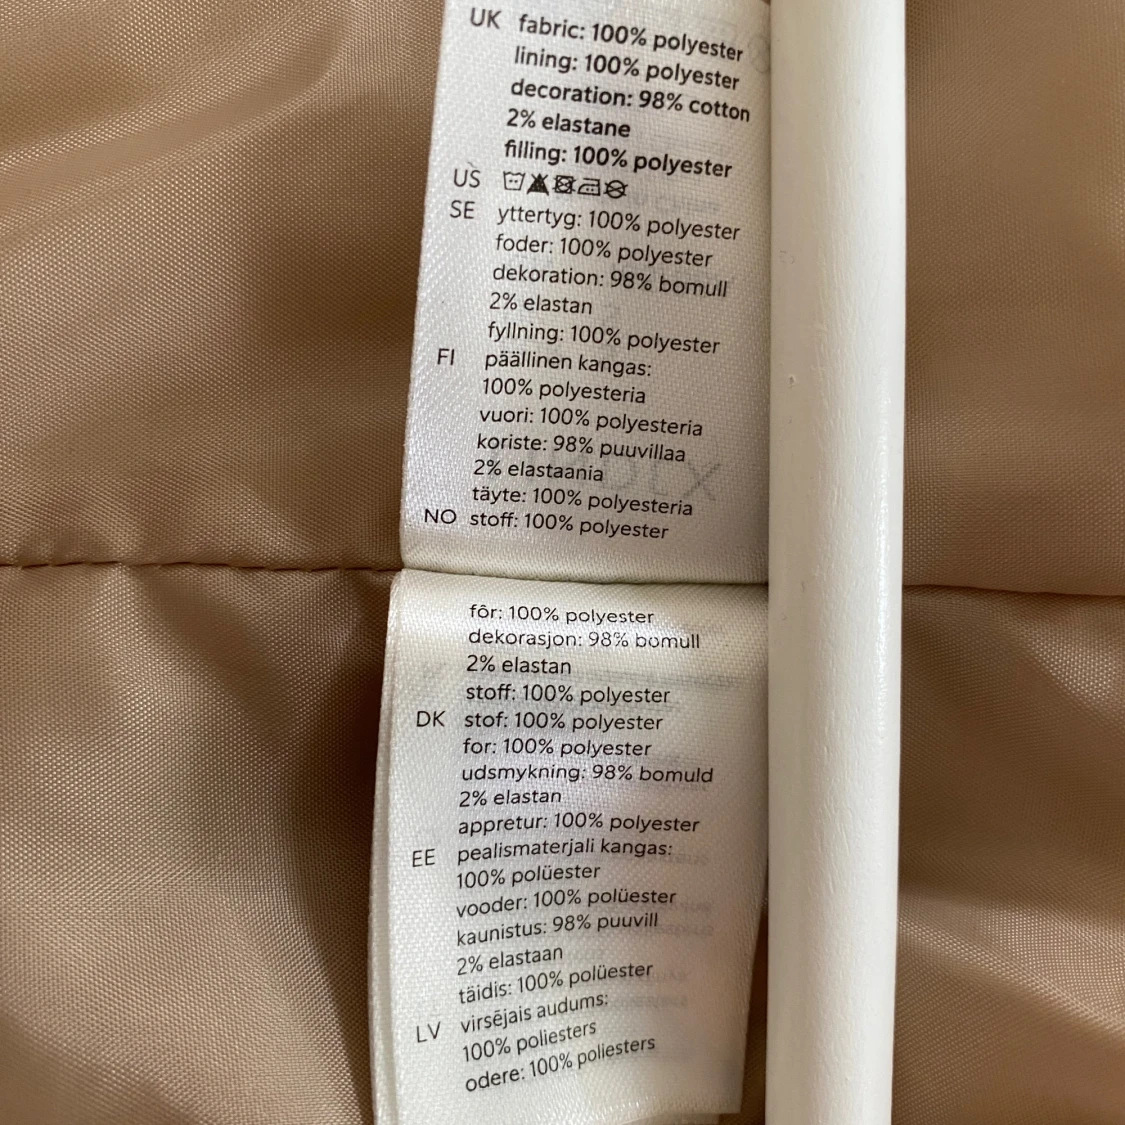 UK fabric: 100% polyester
lining: 100% polyester
decoration: 98% cotton
2% elastane
filling: 100% polyester
US
SE yttertyg: 100% polyester
foder: 100% polyester
dekoration: 98% bomull
2% elastan
fyllning: 100% polyester
FI päällinen kangas:
100% polyesteria
vuori: 100% polyesteria
koriste: 98% puuvillaa
2% elastaania
täyte: 100% polyesteria
NO stoff: 100% polyester
fôr: 100% polyester
dekorasjon: 98% bomull
2% elastan
stoff: 100% polyester
DK stof: 100% polyester
for: 100% polyester
udsmykning: 98% bomuld
2% elastan
appretur: 100% polyester
EE pealismaterjali kangas:
100% polüester
vooder: 100% polüester
kaunistus: 98% puuvill
2% elastaan
täidis: 100% polüester
LV virsējais audums:
100% poliesters
odere: 100% poliesters